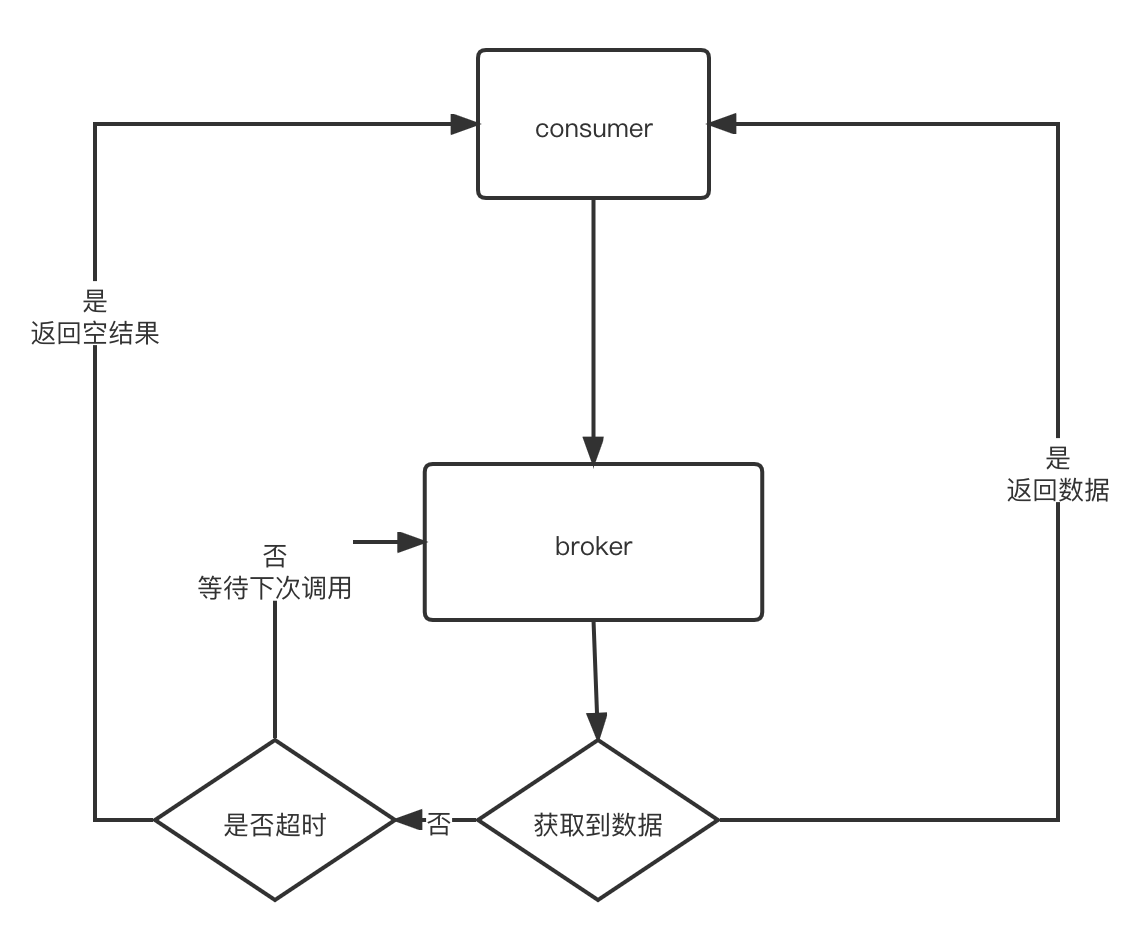 consumer
是
返回空结果
是
返回数据
broker
否
等待下次调用
是否超时
否
获取到数据